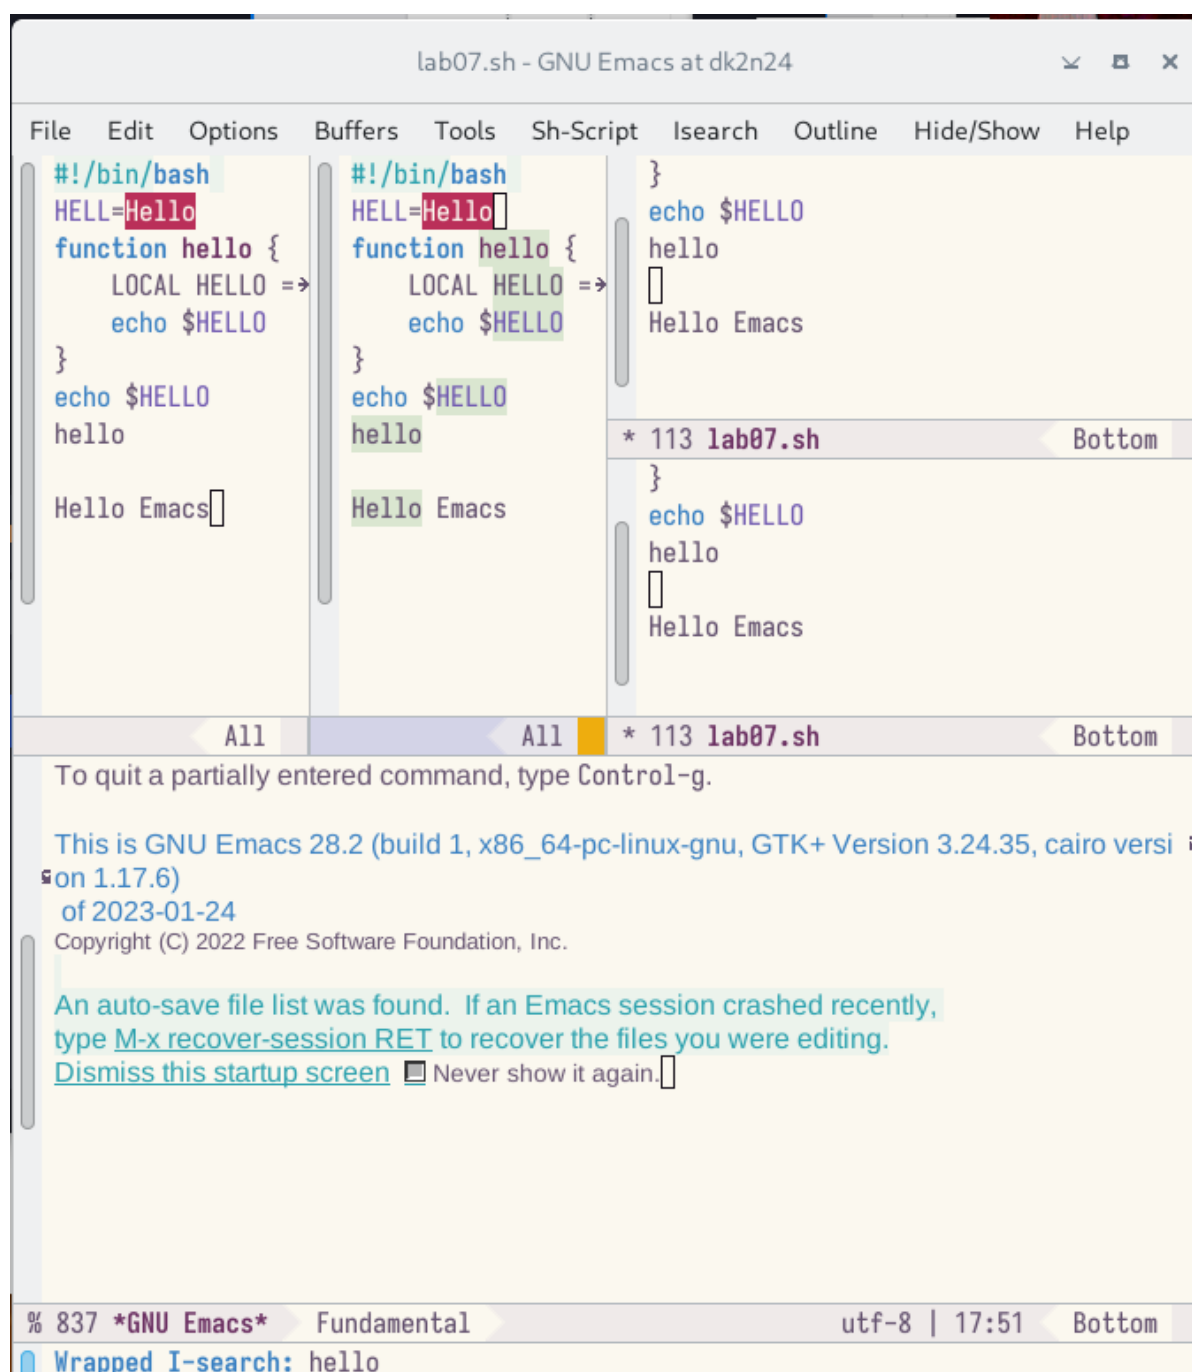 lab07.sh - GNU Emacs at dk2n24
File Edit Options Buffers Tools Sh-Script Isearch Outline Hide/Show Help
#!/bin/bash
HELL=Hello
function hello {
LOCAL HELLO =
echo $HELLO
}
echo $HELLO
hello
Hello Emacs
All
#!/bin/bash
HELL=Hello
function hello {
LOCAL HELLO =
echo $HELLO
}
echo $HELLO
hello
Hello Emacs
All
}
echo $HELLO
hello
Hello Emacs
* 113 lab07.sh Bottom
}
echo $HELLO
hello
Hello Emacs
* 113 lab07.sh Bottom
To quit a partially entered command, type Control-g.
This is GNU Emacs 28.2 (build 1, x86_64-pc-linux-gnu, GTK+ Version 3.24.35, cairo versi
on 1.17.6)
of 2023-01-24
Copyright (C) 2022 Free Software Foundation, Inc.
An auto-save file list was found. If an Emacs session crashed recently,
type M-x recover-session RET to recover the files you were editing.
Dismiss this startup screen Never show it again.
% 837 *GNU Emacs* Fundamental utf-8 | 17:51 Bottom
Wrapped I-search: hello